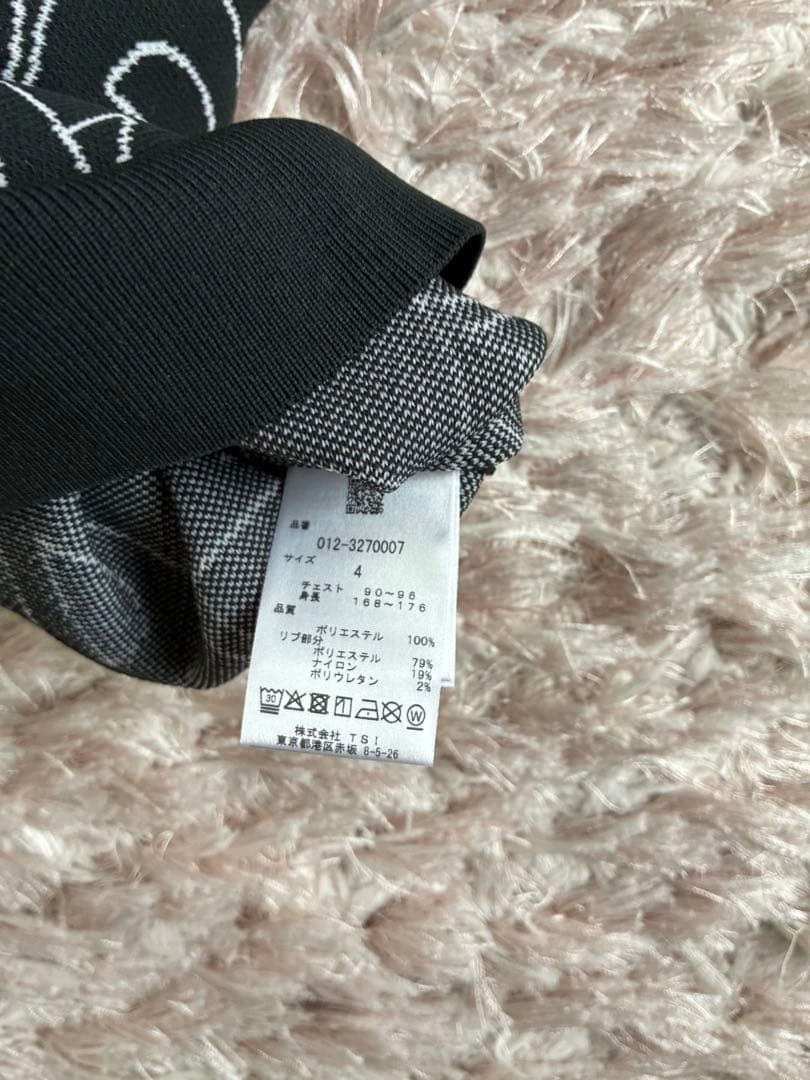 品番
012-3270007
サイズ
4
チェスト 90~96
身長 168~176
品質
ポリエステル 100%
リブ部分
ポリエステル 79%
ナイロン 19%
ポリウレタン 2%
30 W
株式会社 TSI
東京都港区赤坂 8-5-26